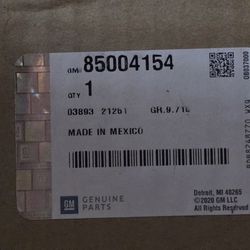 GM# 85004154
QTY 1
03893 21261 GR.9.710
MADE IN MEXICO
GM GENUINE PARTS
Detroit, MI 48265
©2020 GM LLC
All Rights Reserved